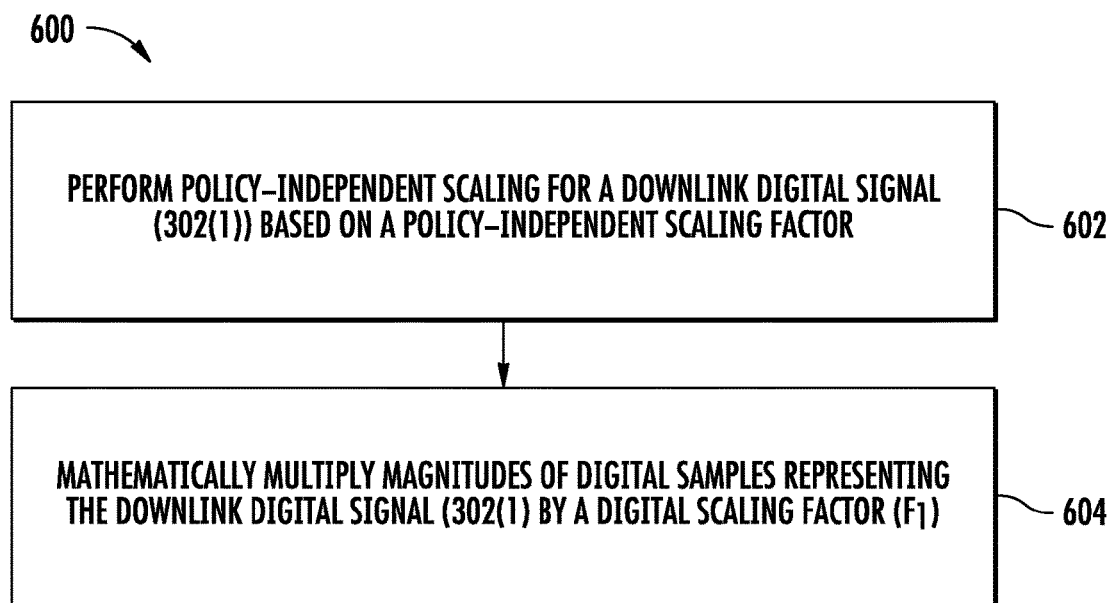 600
PERFORM POLICY–INDEPENDENT SCALING FOR A DOWNLINK DIGITAL SIGNAL
(302(1)) BASED ON A POLICY–INDEPENDENT SCALING FACTOR
602
MATHEMATICALLY MULTIPLY MAGNITUDES OF DIGITAL SAMPLES REPRESENTING
THE DOWNLINK DIGITAL SIGNAL (302(1) BY A DIGITAL SCALING FACTOR (F1)
604